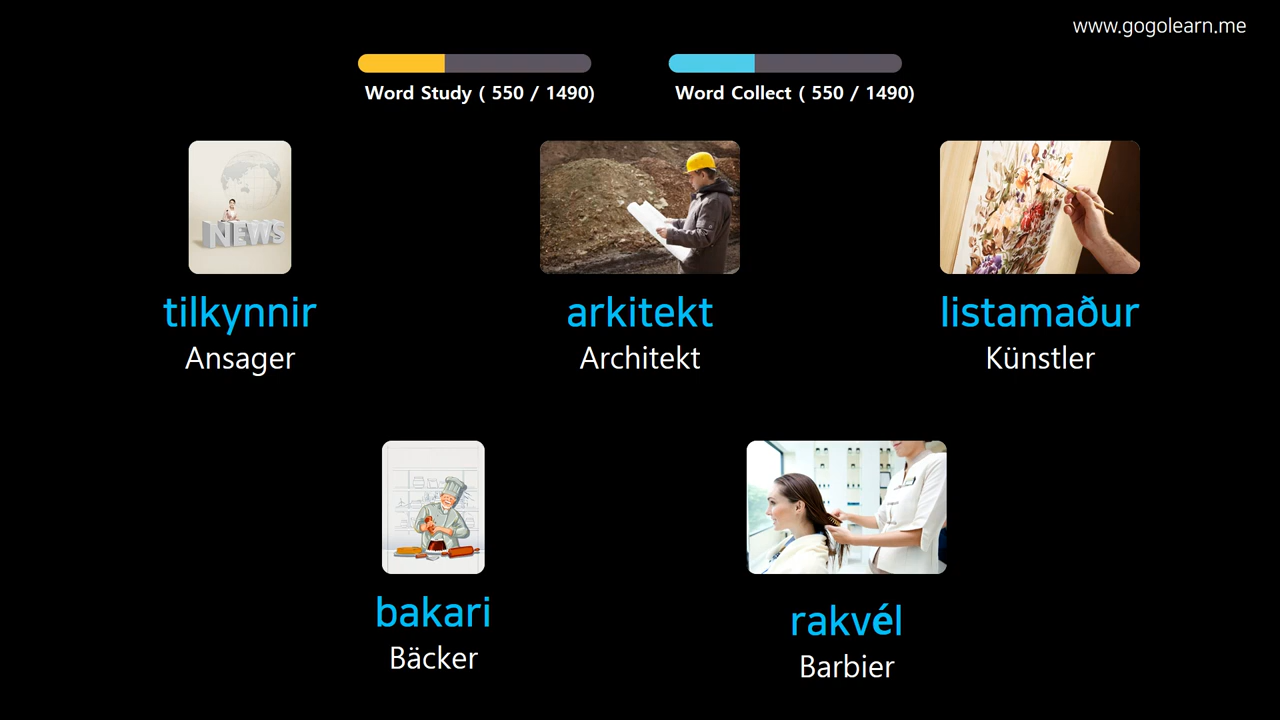 www.gogolearn.me
Word Study ( 550 / 1490)
Word Collect ( 550 / 1490)
NEWS
tilkynnir
Ansager
arkitekt
Architekt
listamaður
Künstler
bakari
Bäcker
rakvél
Barbier